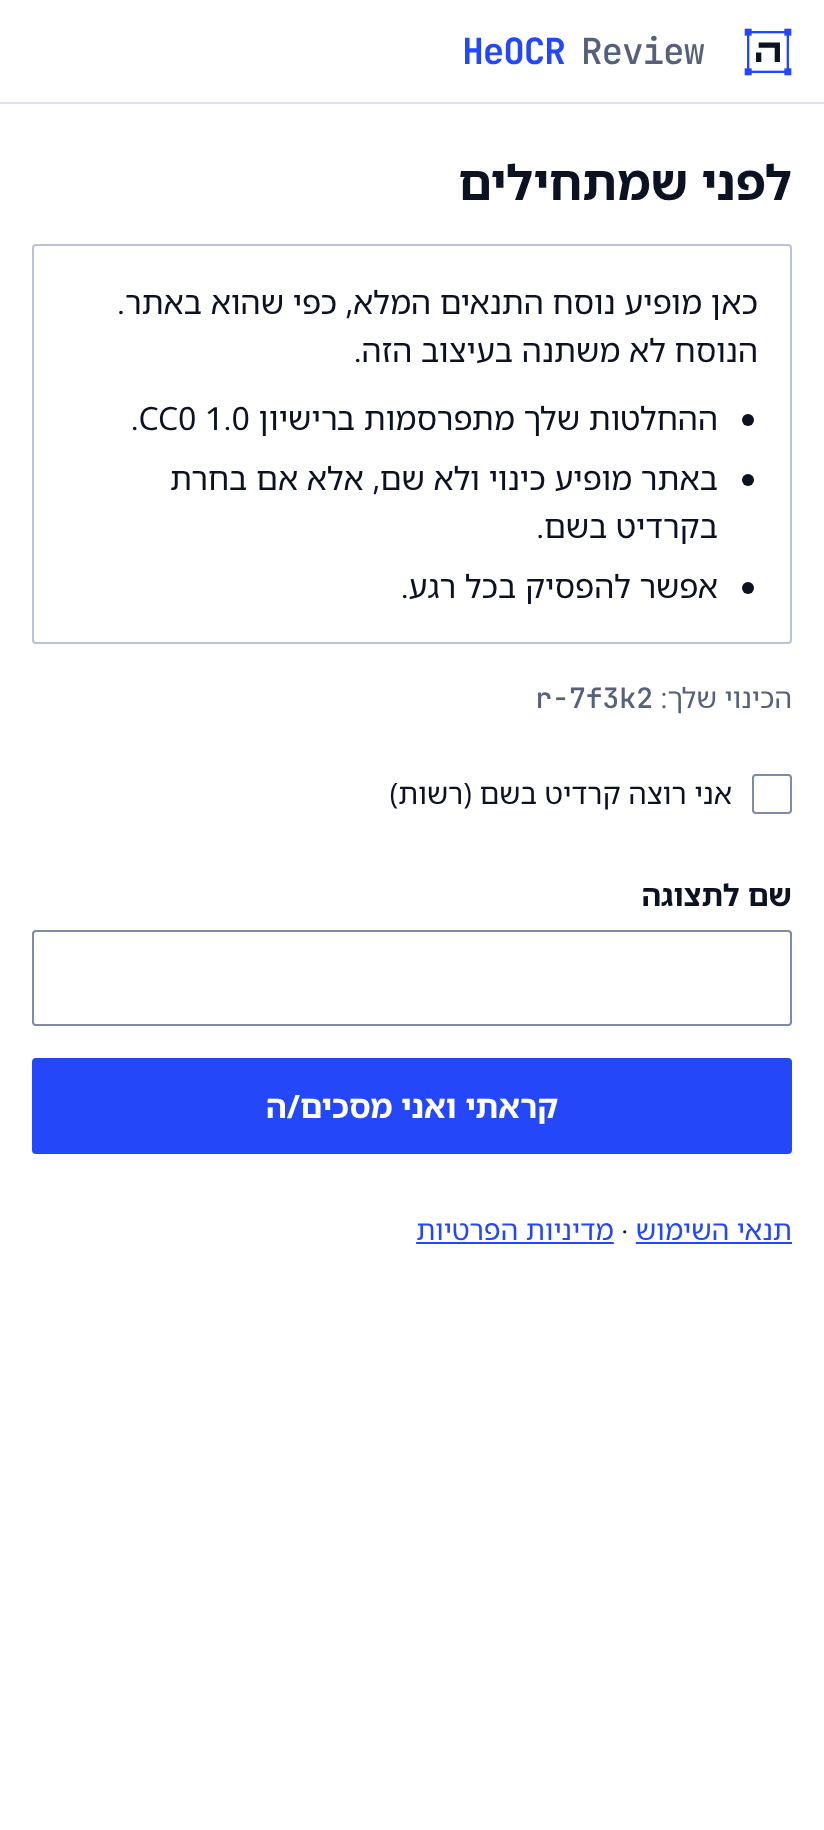 ה HeOCR Review
לפני שמתחילים
כאן מופיע נוסח התנאים המלא, כפי שהוא באתר.
הנוסח לא משתנה בעיצוב הזה.
• ההחלטות שלך מתפרסמות ברישיון CC0 1.0.
• באתר מופיע כינוי ולא שם, אלא אם בחרת
בקרדיט בשם.
• אפשר להפסיק בכל רגע.
הכינוי שלך: r-7f3k2
אני רוצה קרדיט בשם (רשות)
שם לתצוגה
קראתי ואני מסכים/ה
תנאי השימוש · מדיניות הפרטיות